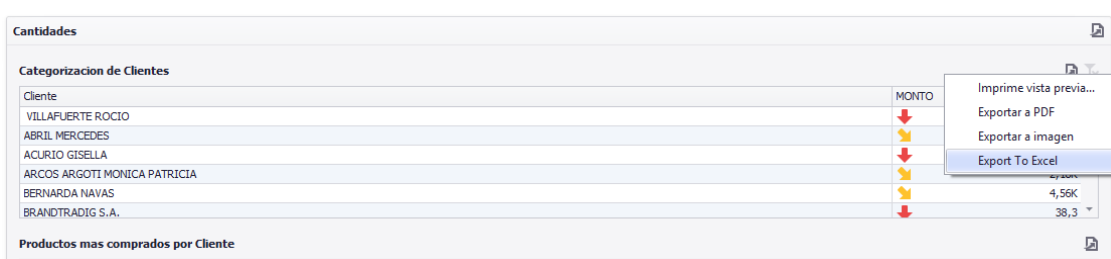 Cantidades
Categorizacion de Clientes
Cliente MONTO
Imprime vista previa...
VILLAFUERTE ROCIO
Exportar a PDF
ABRIL MERCEDES
Exportar a imagen
ACURIO GISELLA
Export To Excel
ARCOS ARGOTI MONICA PATRICIA
BERNARDA NAVAS 4,56K
BRANDTRADIG S.A. 38,3
Productos mas comprados por Cliente